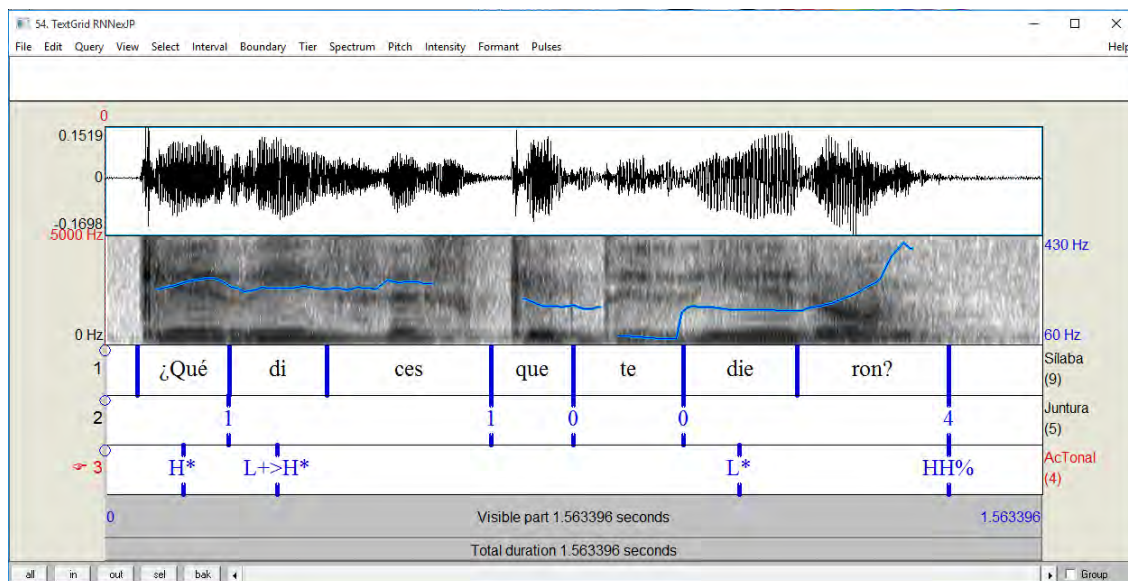 54. TextGrid RNNexJP
File Edit Query View Select Interval Boundary Tier Spectrum Pitch Intensity Formant Pulses Help
0
0.1519
0
-0.1698
5000 Hz 430 Hz
0 Hz 60 Hz
1 ¿Qué di ces que te die ron? Sílaba (9)
2 1 1 0 0 4 Juntura (5)
3 H* L+>H* L* HH% AcTonal (4)
0 Visible part 1.563396 seconds 1.563396
Total duration 1.563396 seconds
all in out sel bak Group